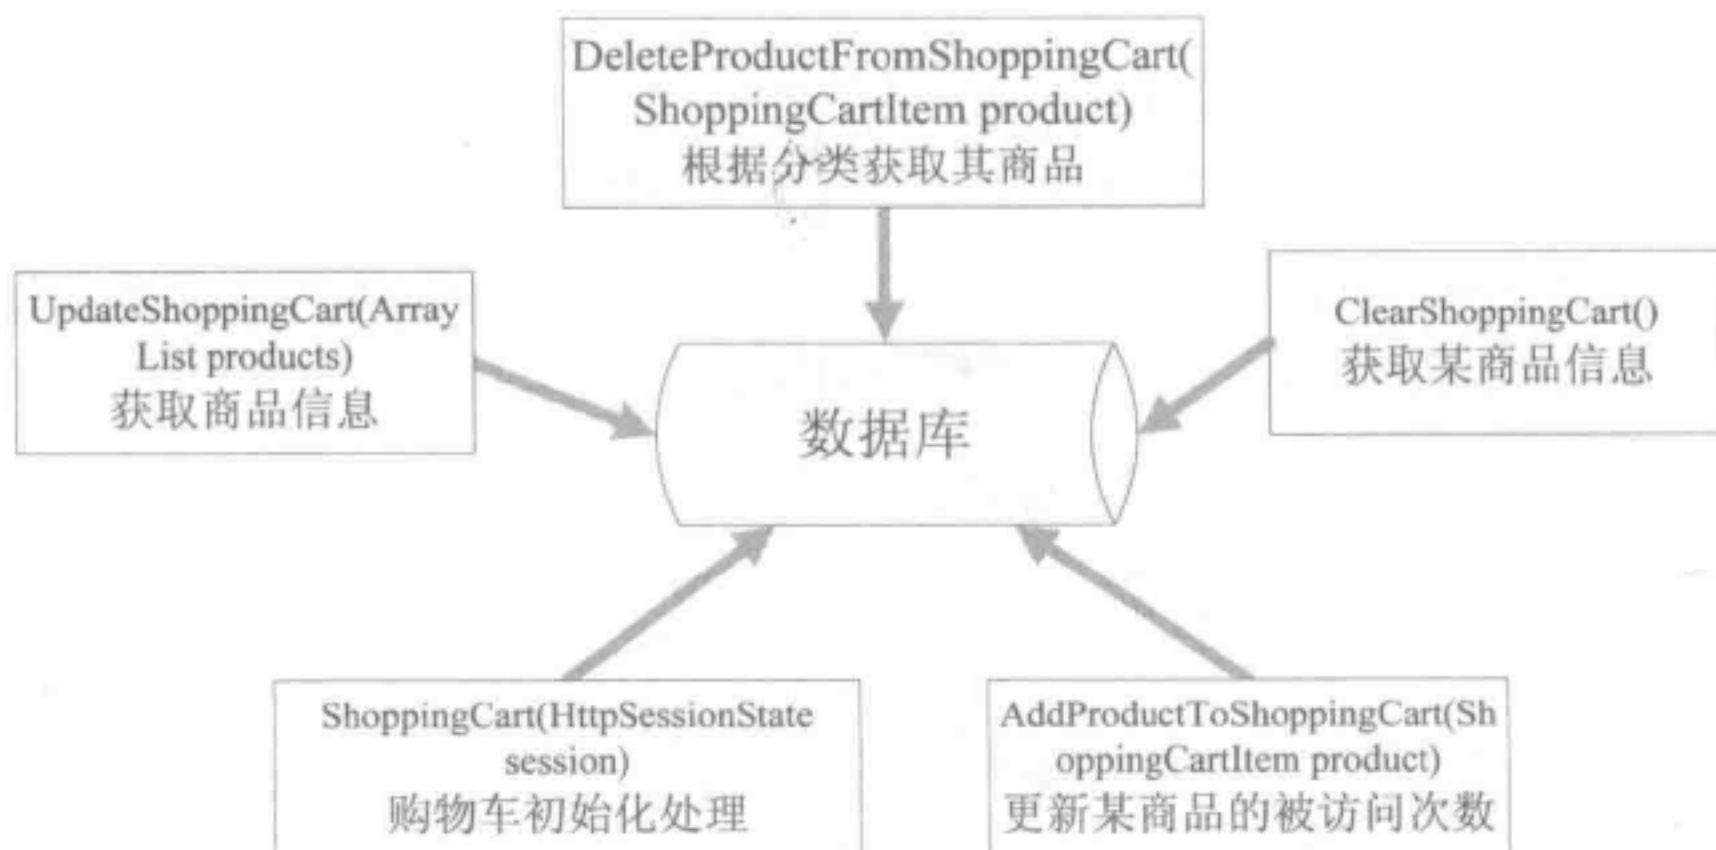 DeleteProductFromShoppingCart(
ShoppingCartItem product)
根据分类获取其商品
UpdateShoppingCart(Array
List products)
获取商品信息
ClearShoppingCart()
获取某商品信息
数据库
ShoppingCart(HttpSessionState
session)
购物车初始化处理
AddProductToShoppingCart(Sh
oppingCartItem product)
更新某商品的被访问次数